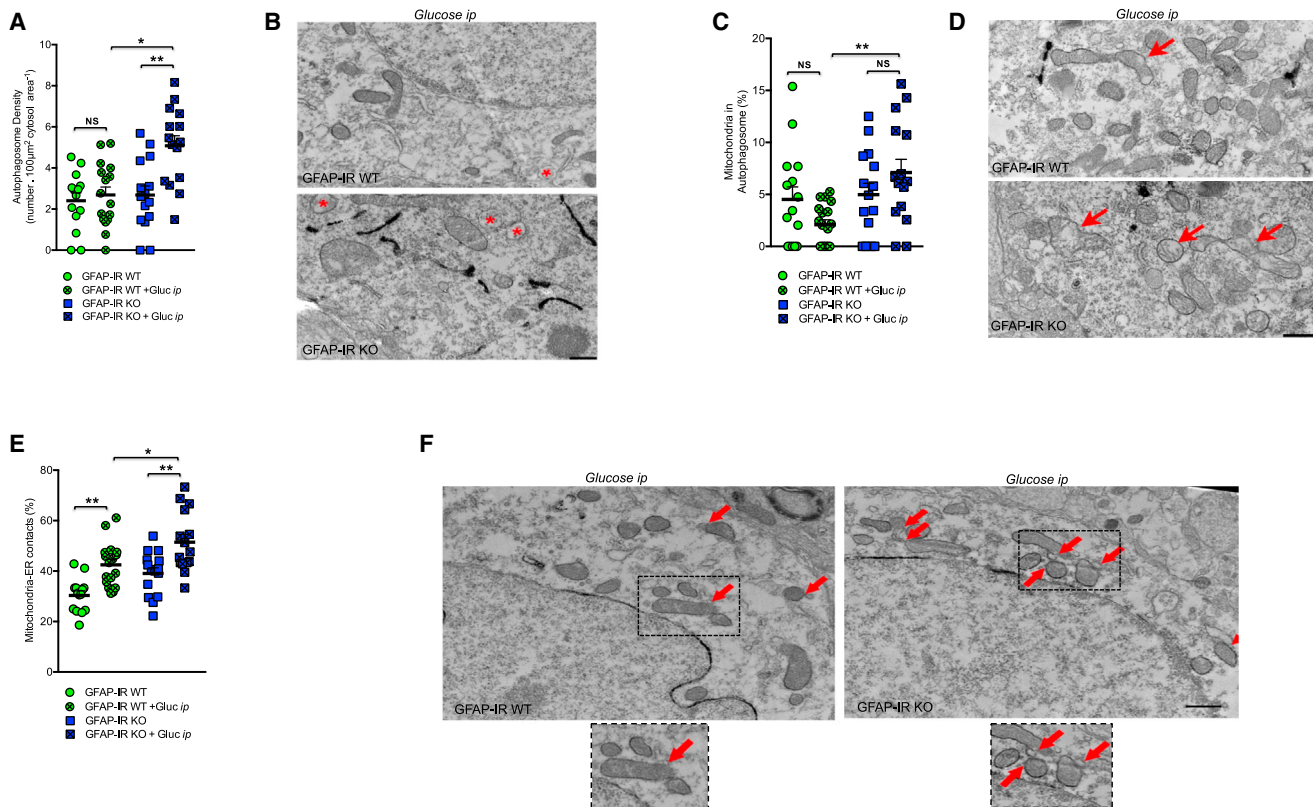 A
*
**
NS
10
8
6
4
2
0
Autophagosome Density
(number . 100μm² cytosol area⁻¹)
GFAP-IR WT
GFAP-IR WT +Gluc ip
GFAP-IR KO
GFAP-IR KO + Gluc ip
B
Glucose ip
*
GFAP-IR WT
*
*
*
GFAP-IR KO
C
**
NS
NS
20
15
10
5
0
Mitochondria in
Autophagosome (%)
GFAP-IR WT
GFAP-IR WT +Gluc ip
GFAP-IR KO
GFAP-IR KO + Gluc ip
D
Glucose ip
GFAP-IR WT
GFAP-IR KO
E
*
**
**
80
60
40
20
0
Mitochondria-ER contacts (%)
GFAP-IR WT
GFAP-IR WT +Gluc ip
GFAP-IR KO
GFAP-IR KO + Gluc ip
F
Glucose ip
Glucose ip
GFAP-IR WT
GFAP-IR KO